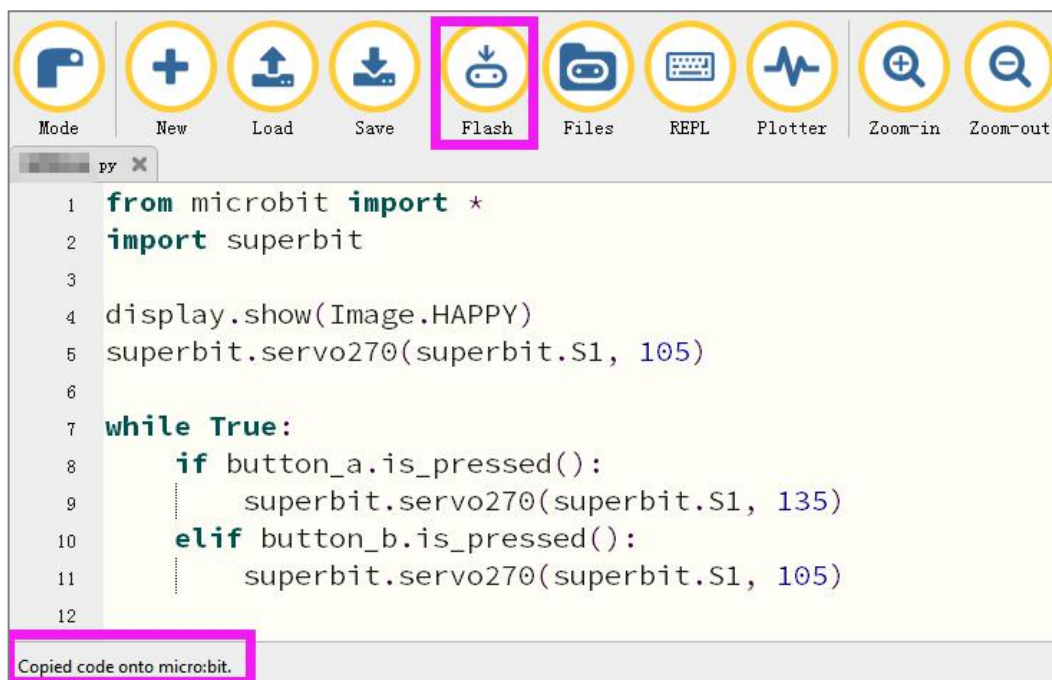 Mode New Load Save Flash Files REPL Plotter Zoom-in Zoom-out
py
1 from microbit import *
2 import superbit
3
4 display.show(Image.HAPPY)
5 superbit.servo270(superbit.S1, 105)
6
7 while True:
8     if button_a.is_pressed():
9         superbit.servo270(superbit.S1, 135)
10     elif button_b.is_pressed():
11         superbit.servo270(superbit.S1, 105)
12
Copied code onto micro:bit.